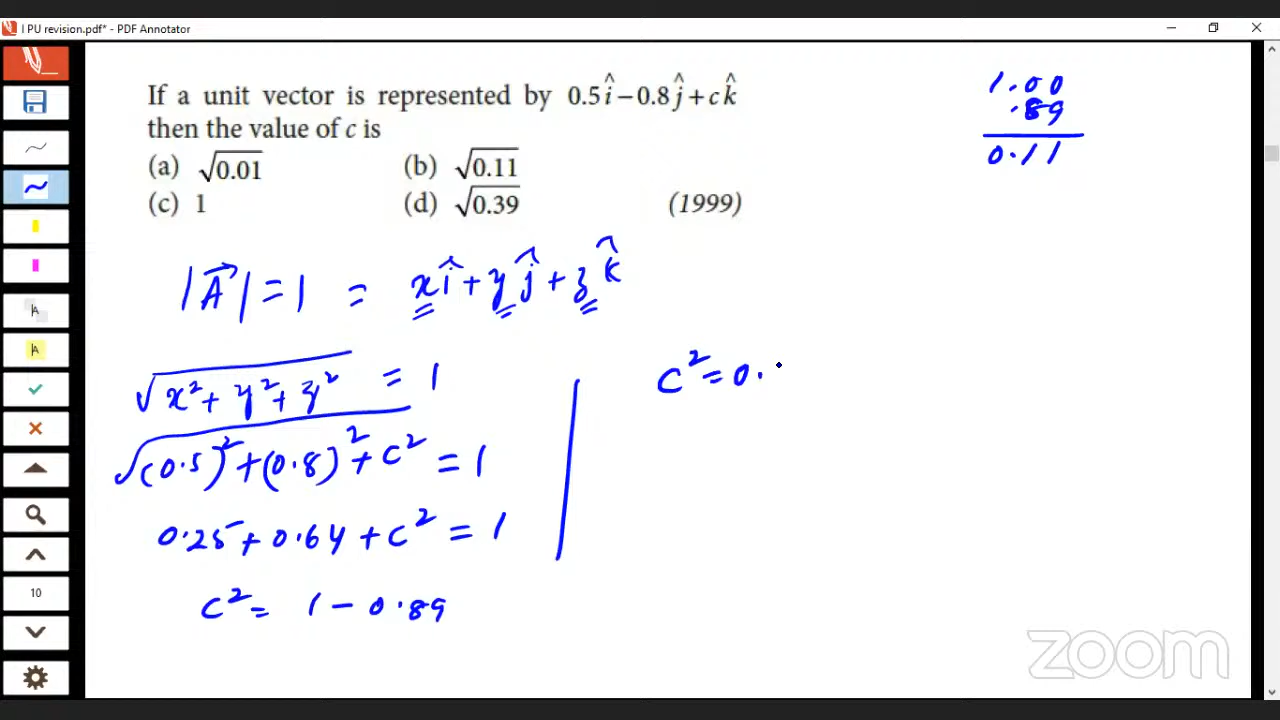 I PU revision.pdf* - PDF Annotator
If a unit vector is represented by 0.5î − 0.8ĵ + ck̂
then the value of c is
(a) √0.01 (b) √0.11
(c) 1 (d) √0.39 (1999)
1.00
.89
0.11
|A⃗| = 1 = xî + yĵ + zk̂
√x² + y² + z² = 1
√(0.5)² + (0.8)² + c² = 1
0.25 + 0.64 + c² = 1
c² = 1 − 0.89
c² = 0.
A
A
10
zoom